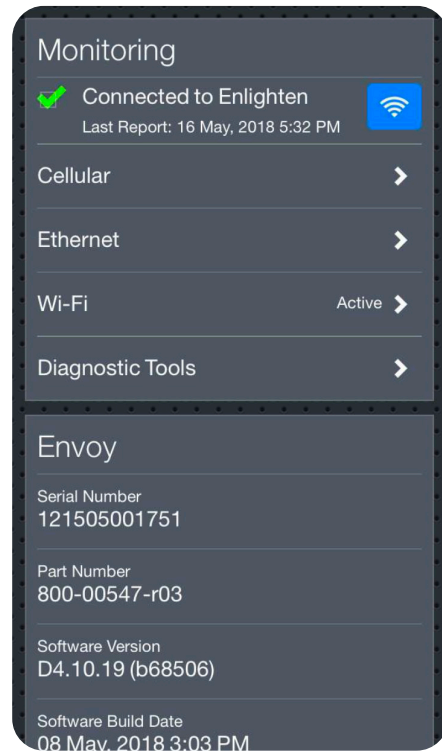 Monitoring
Connected to Enlighten
Last Report: 16 May, 2018 5:32 PM
Cellular
Ethernet
Wi-Fi Active
Diagnostic Tools
Envoy
Serial Number
121505001751
Part Number
800-00547-r03
Software Version
D4.10.19 (b68506)
Software Build Date
08 May, 2018 3:03 PM